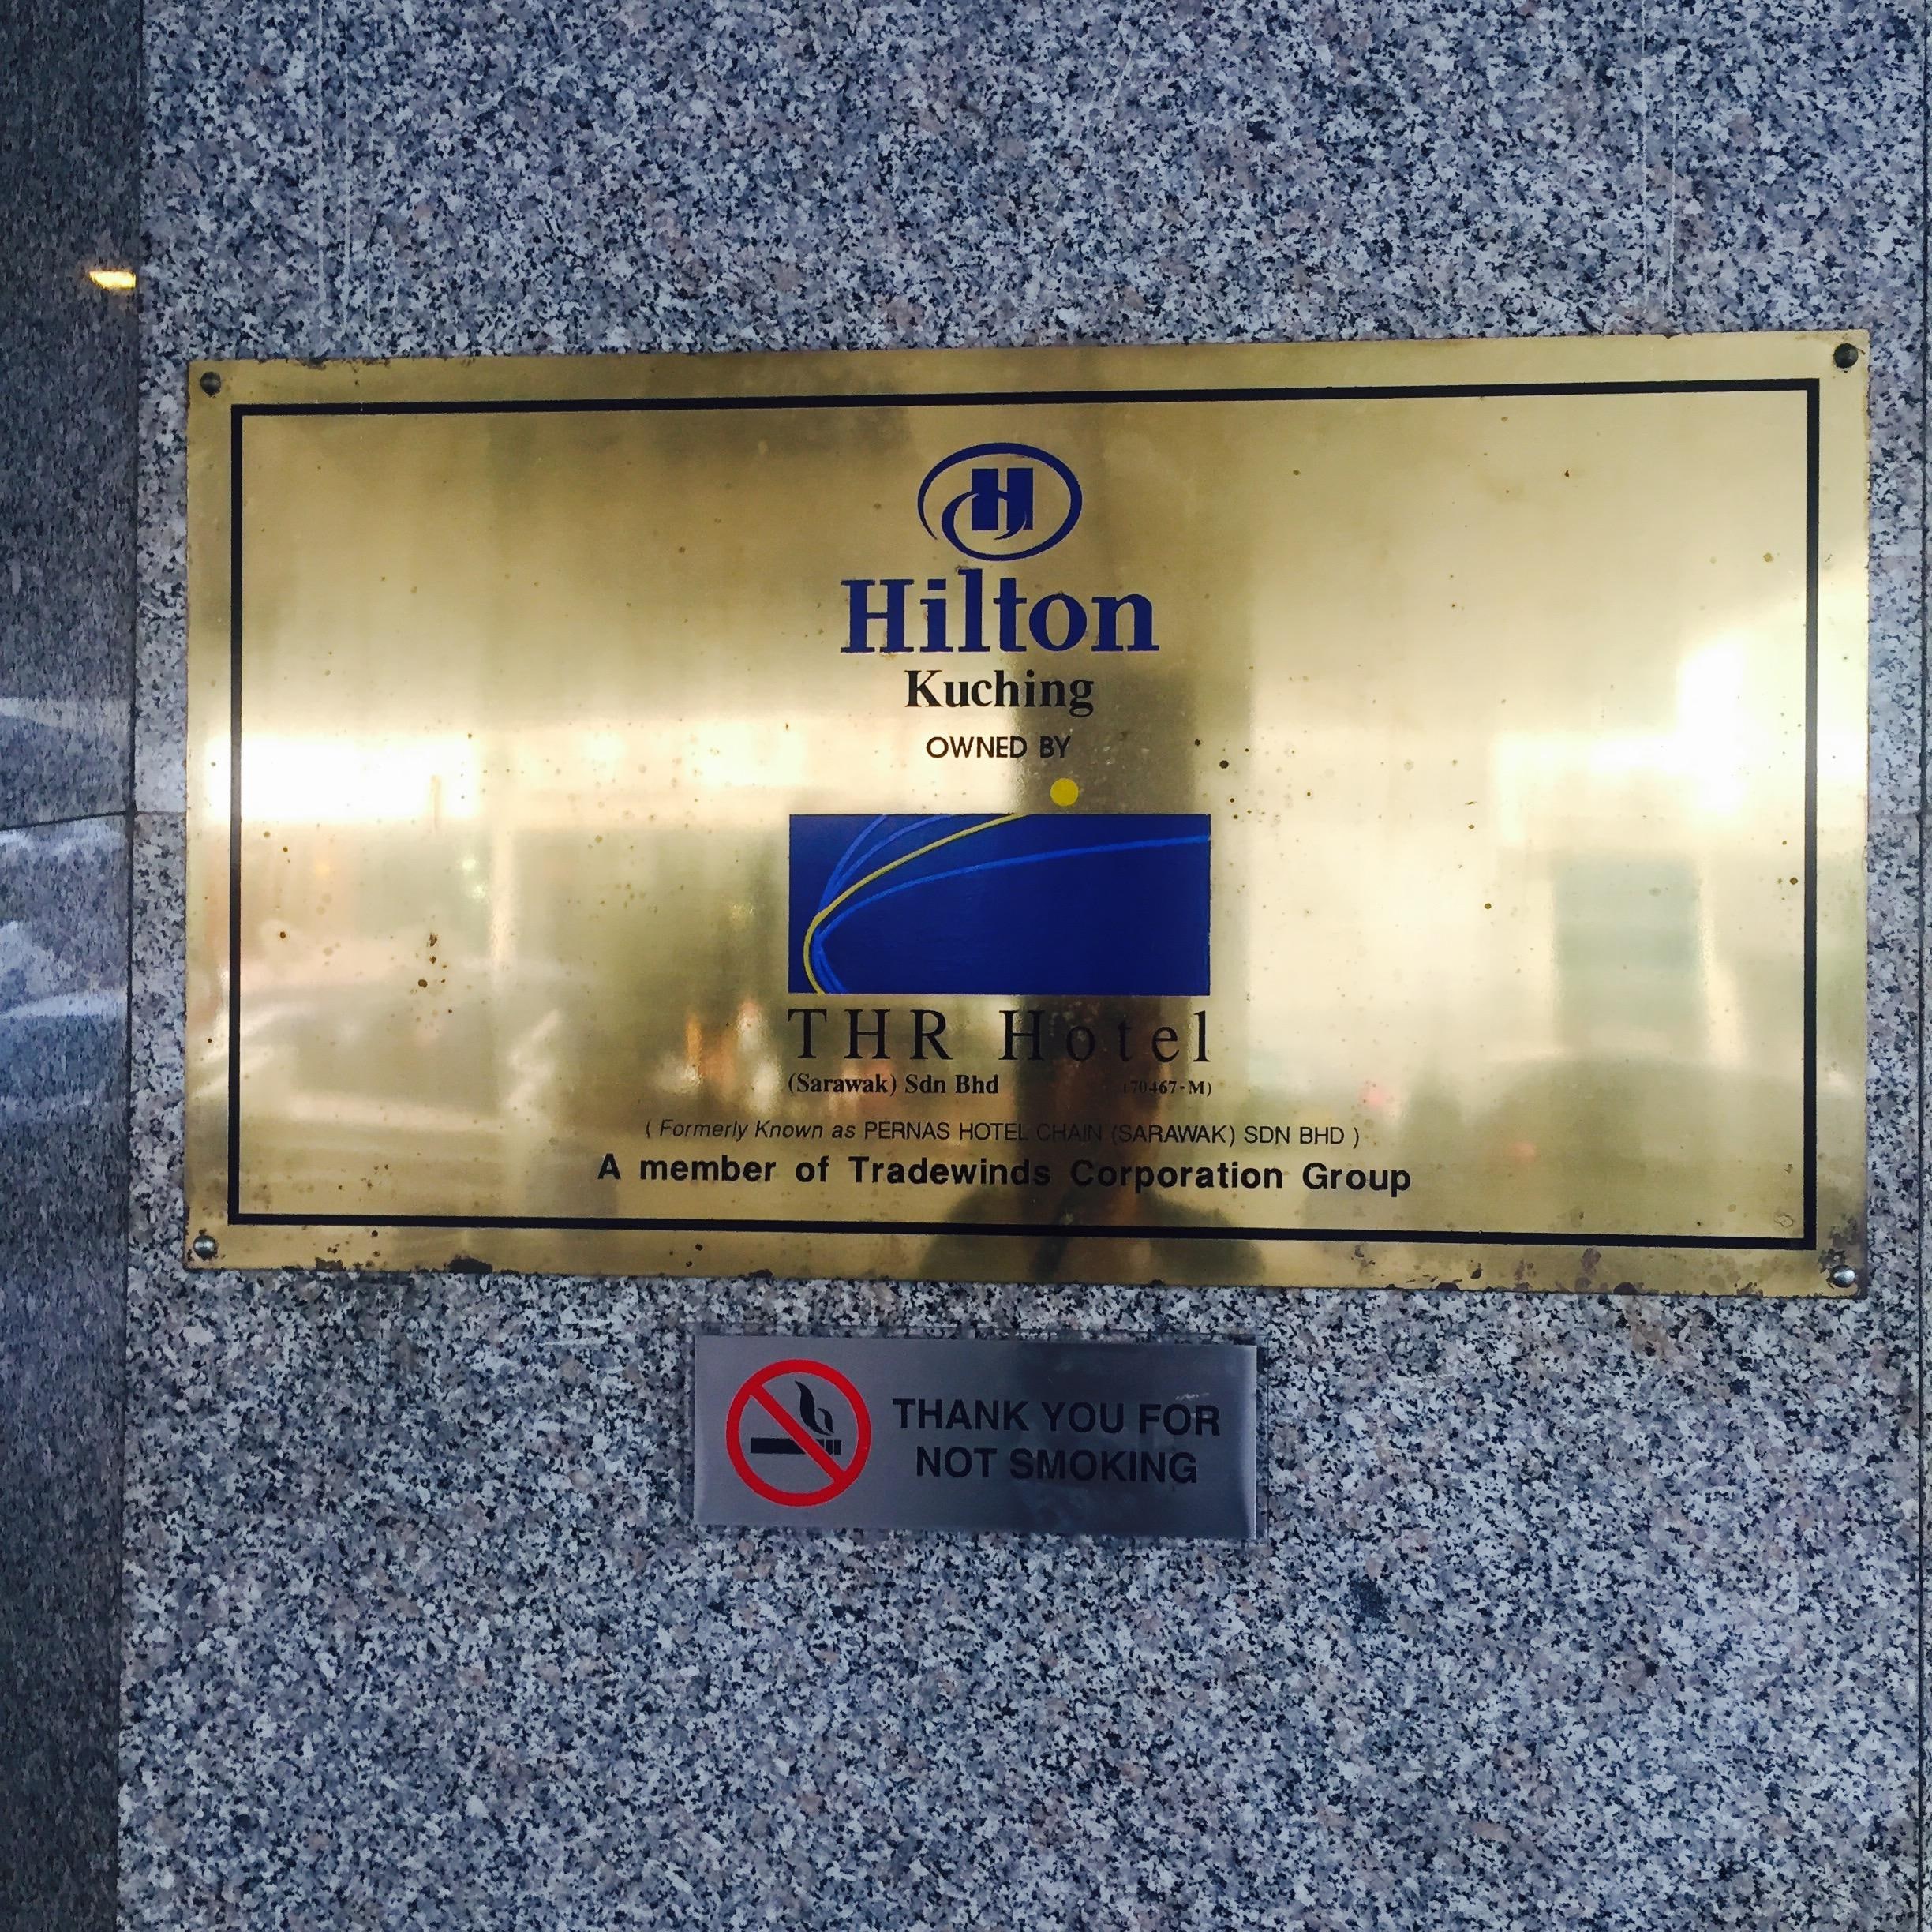 H
Hilton
Kuching
OWNED BY
THR Hotel
(Sarawak) Sdn Bhd (70467-M)
( Formerly Known as PERNAS HOTEL CHAIN (SARAWAK) SDN BHD )
A member of Tradewinds Corporation Group
THANK YOU FOR
NOT SMOKING